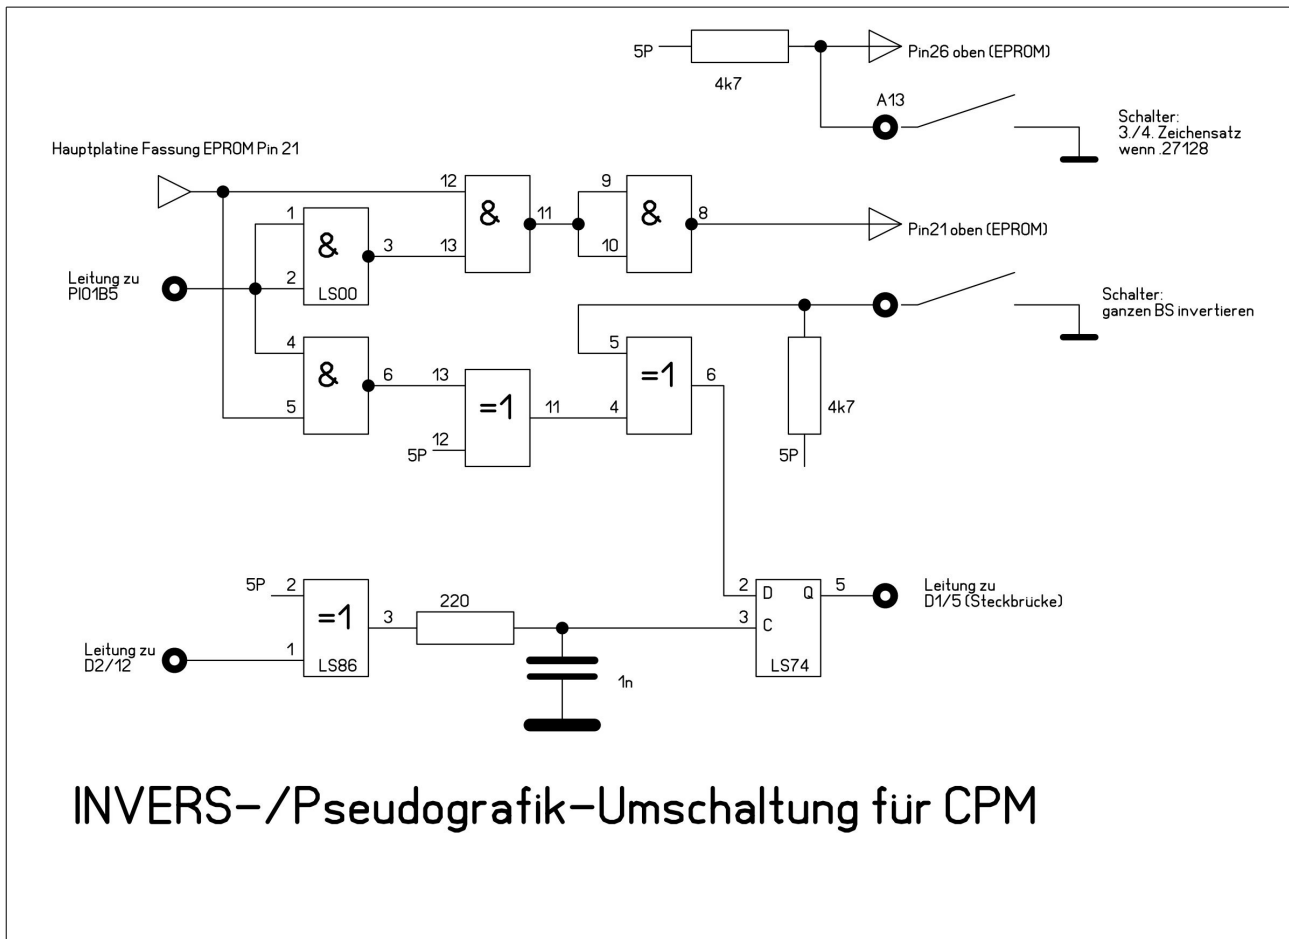 5P
4k7
Pin26 oben (EPROM)
A13
Schalter:
3./4. Zeichensatz
wenn .27128
Hauptplatine Fassung EPROM Pin 21
12
&
13
11
9
&
10
8
Pin21 oben (EPROM)
1
&
2
3
LS00
Leitung zu
PIO1B5
Schalter:
ganzen BS invertieren
4
&
5
6
13
=1
12
5P
11
5
=1
4
6
4k7
5P
5P
2
=1
1
3
LS86
Leitung zu
D2/12
220
1n
2
D
Q
5
3
C
LS74
Leitung zu
D1/5 (Steckbrücke)
INVERS-/Pseudografik-Umschaltung für CPM